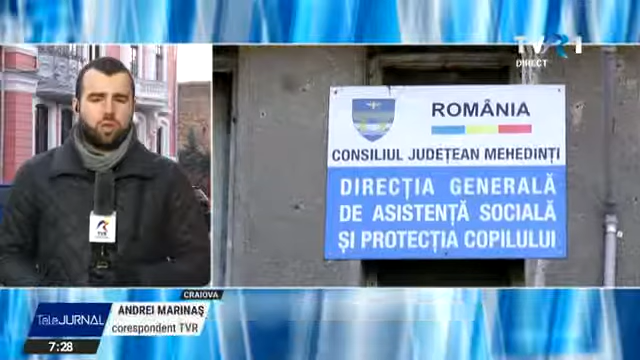 TVR1
DIRECT
ROMÂNIA
CONSILIUL JUDEȚEAN MEHEDINȚI
DIRECȚIA GENERALĂ
DE ASISTENȚĂ SOCIALĂ
ȘI PROTECȚIA COPILULUI
TVR
CRAIOVA
TeleJURNAL
ANDREI MARINAȘ
corespondent TVR
7:28